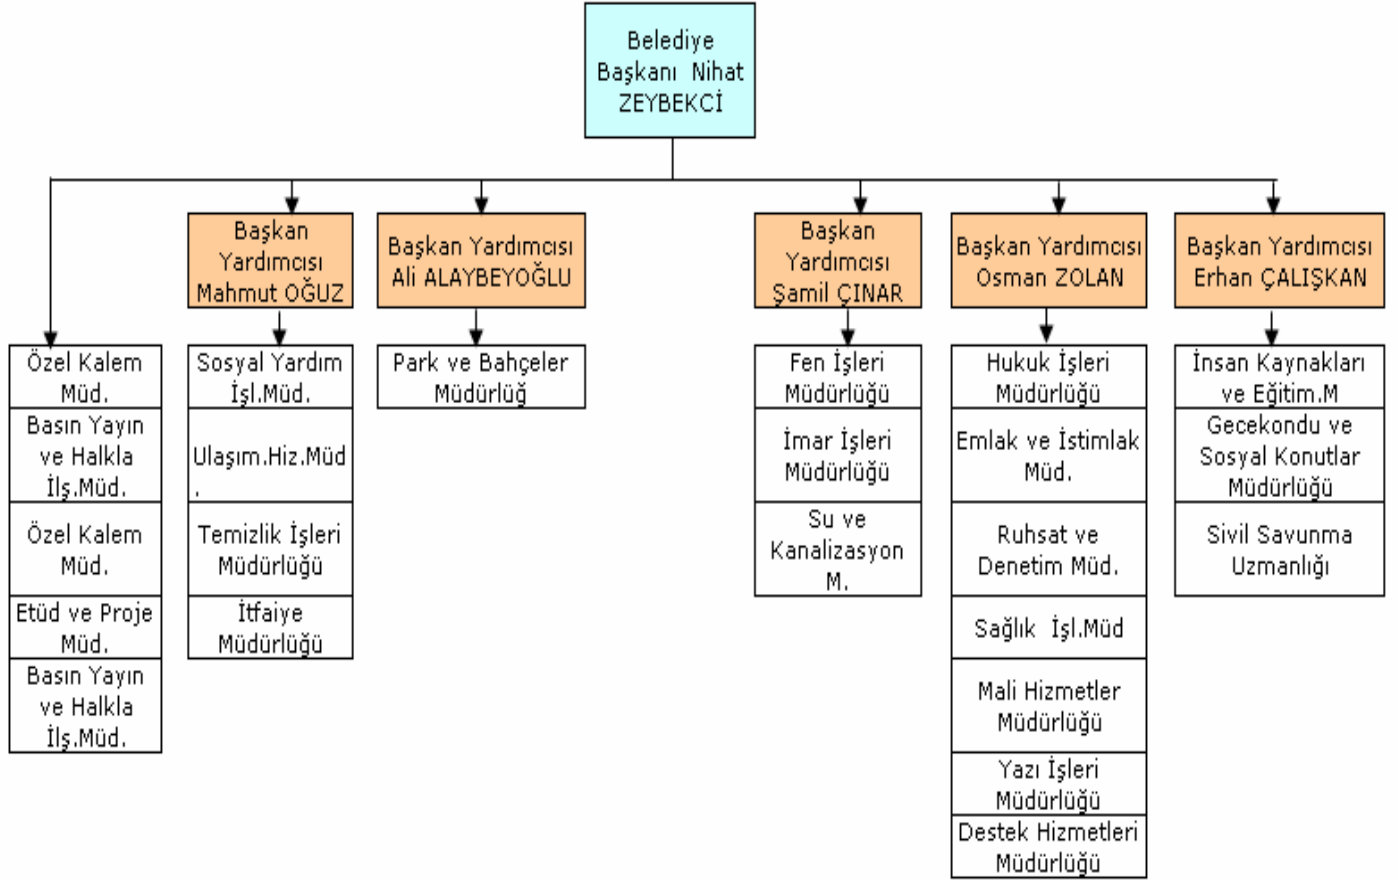 Belediye
Başkanı Nihat
ZEYBEKCİ
Başkan
Yardımcısı
Mahmut OĞUZ
Başkan Yardımcısı
Ali ALAYBEYOĞLU
Başkan
Yardımcısı
Şamil ÇINAR
Başkan Yardımcısı
Osman ZOLAN
Başkan Yardımcısı
Erhan ÇALIŞKAN
Özel Kalem
Müd.
Basın Yayın
ve Halkla
İlş.Müd.
Özel Kalem
Müd.
Etüd ve Proje
Müd.
Basın Yayın
ve Halkla
İlş.Müd.
Sosyal Yardım
İşl.Müd.
Ulaşım.Hiz.Müd
.
Temizlik İşleri
Müdürlüğü
İtfaiye
Müdürlüğü
Park ve Bahçeler
Müdürlüğ
Fen İşleri
Müdürlüğü
İmar İşleri
Müdürlüğü
Su ve
Kanalizasyon
M.
Hukuk İşleri
Müdürlüğü
Emlak ve İstimlak
Müd.
Ruhsat ve
Denetim Müd.
Sağlık İşl.Müd
Mali Hizmetler
Müdürlüğü
Yazı İşleri
Müdürlüğü
Destek Hizmetleri
Müdürlüğü
İnsan Kaynakları
ve Eğitim.M
Gecekondu ve
Sosyal Konutlar
Müdürlüğü
Sivil Savunma
Uzmanlığı